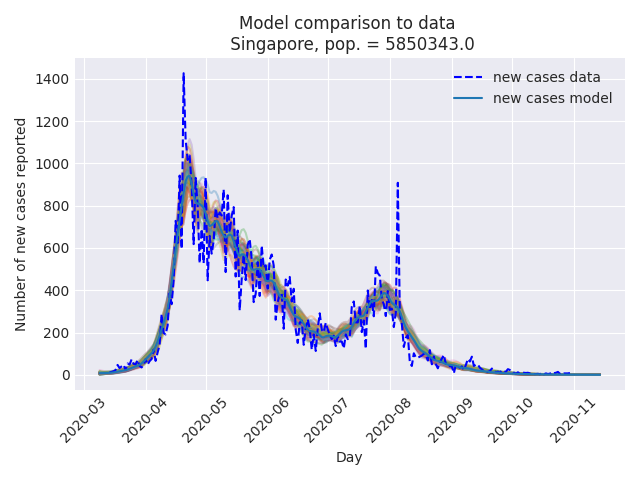 Model comparison to data
Singapore, pop. = 5850343.0
new cases data
new cases model
1400
1200
1000
800
600
400
200
0
Number of new cases reported
2020-03
2020-04
2020-05
2020-06
2020-07
2020-08
2020-09
2020-10
2020-11
Day